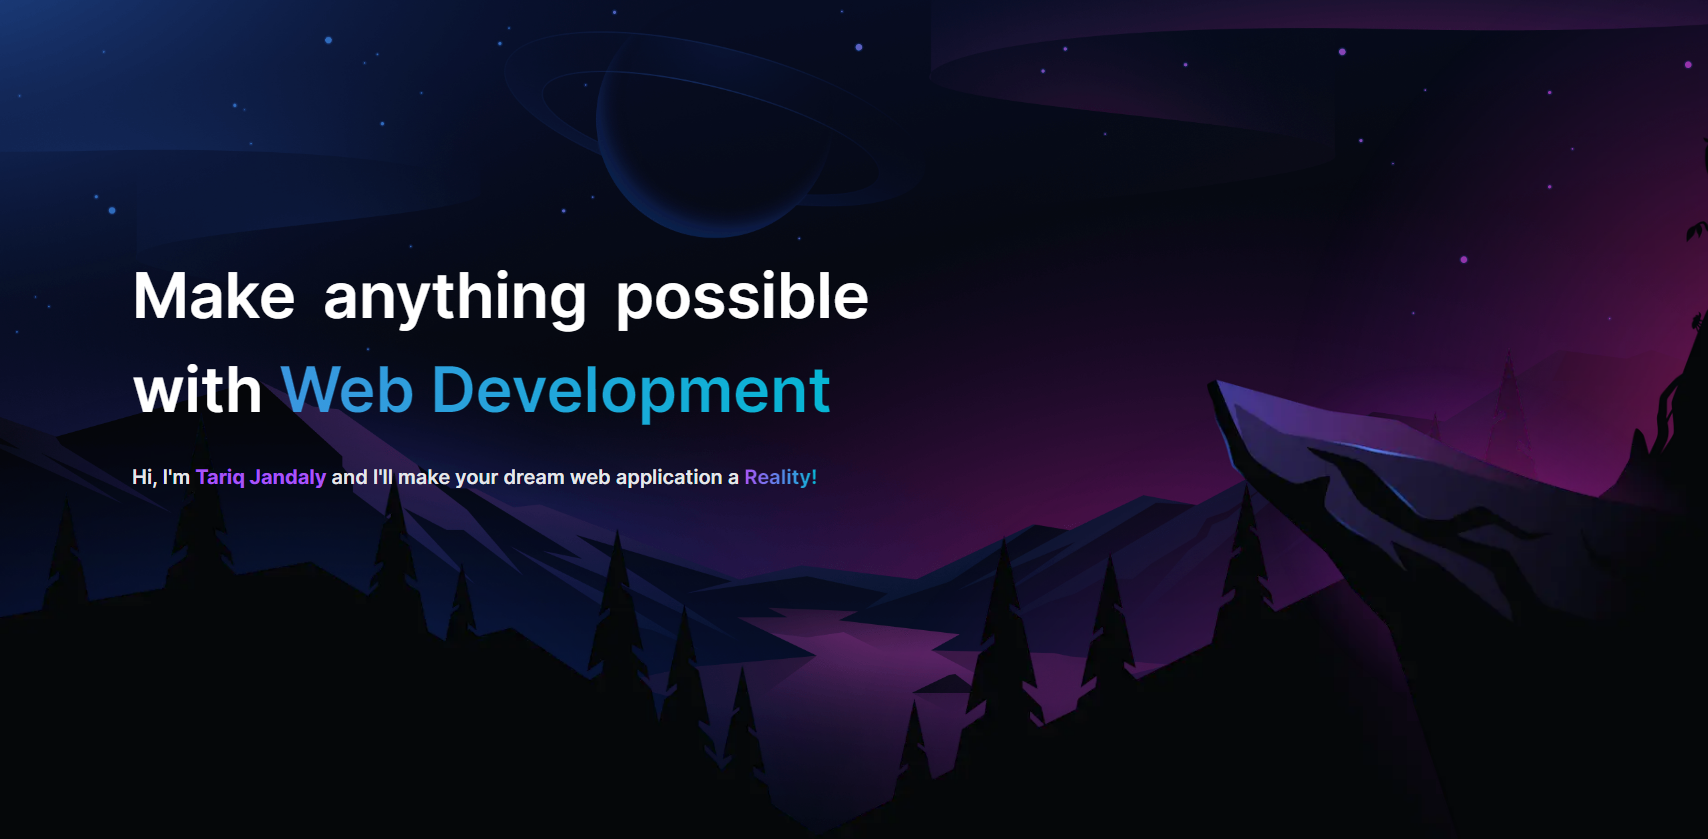 Make anything possible
with Web Development
Hi, I'm Tariq Jandaly and I'll make your dream web application a Reality!